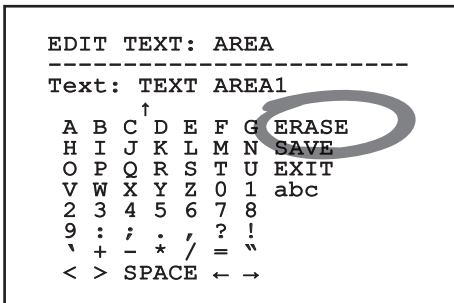 EDIT TEXT: AREA
-------------------------
Text: TEXT AREA1
↑
A B C D E F G ERASE
H I J K L M N SAVE
O P Q R S T U EXIT
V W X Y Z 0 1 abc
2 3 4 5 6 7 8
9 : ; . , ? !
‵ + - * / = ‶
< > SPACE ← →